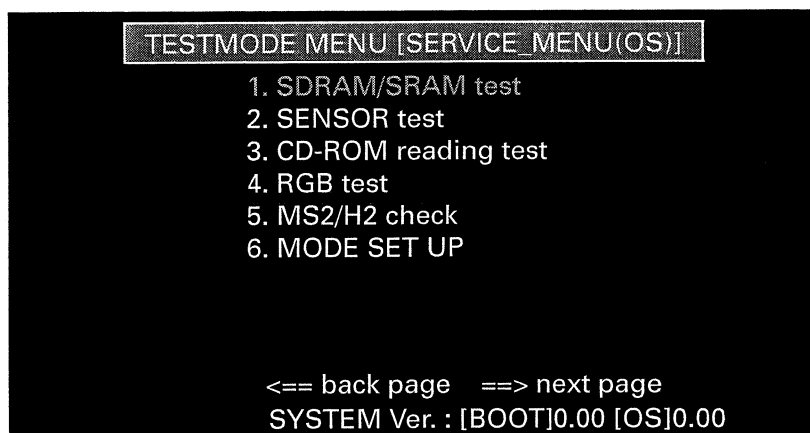 TESTMODE MENU [SERVICE_MENU(OS)]
1. SDRAM/SRAM test
2. SENSOR test
3. CD-ROM reading test
4. RGB test
5. MS2/H2 check
6. MODE SET UP
<== back page ==> next page
SYSTEM Ver. : [BOOT]0.00 [OS]0.00